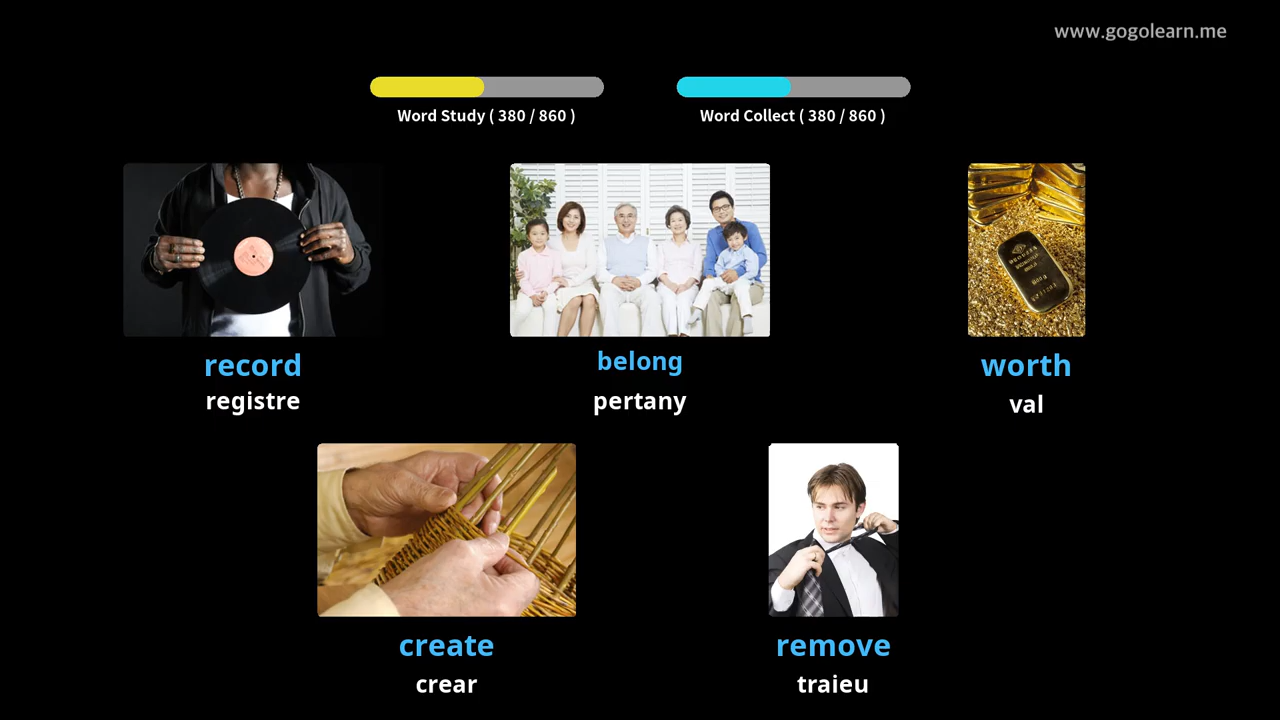 www.gogolearn.me
Word Study ( 380 / 860 )
Word Collect ( 380 / 860 )
record
registre
belong
pertany
worth
val
create
crear
remove
traieu